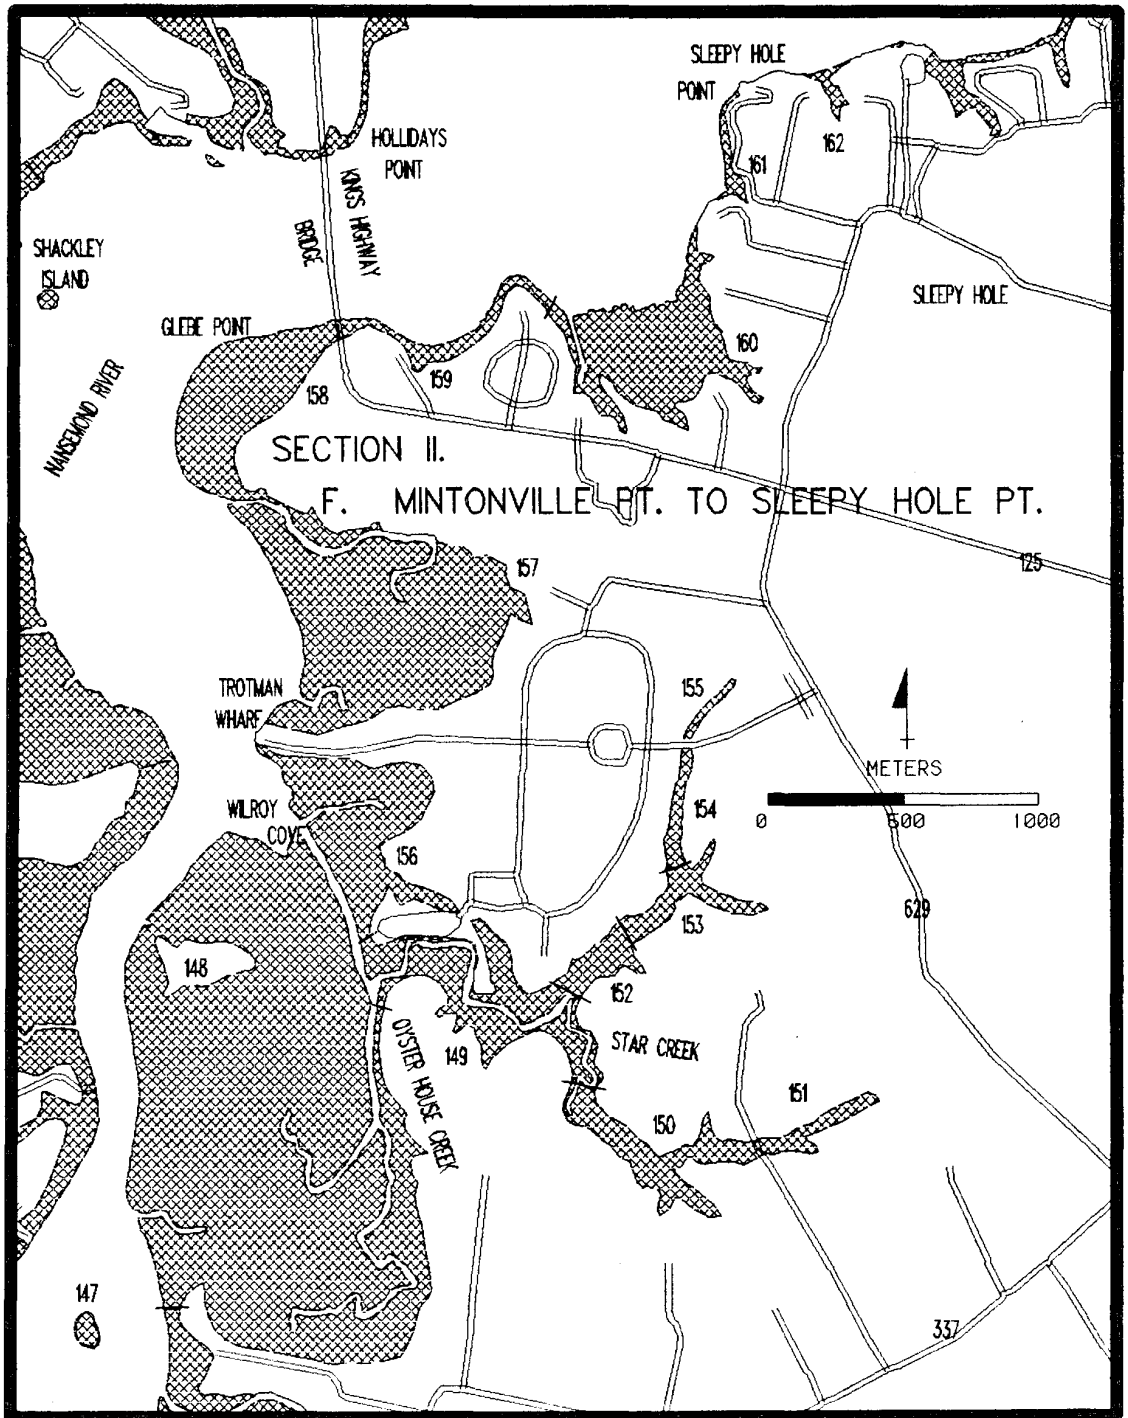 SLEEPY HOLE
POINT
HOLLIDAYS
POINT
162
161
KINGS HIGHWAY
BRIDGE
SHACKLEY
ISLAND
SLEEPY HOLE
GLEBE POINT
160
159
158
NANSEMOND RIVER
SECTION II.
F. MINTONVILLE PT. TO SLEEPY HOLE PT.
125
157
TROTMAN
WHARF
155
METERS
0 500 1000
WILROY
COVE
154
156
629
153
148
152
OYSTER HOUSE CREEK
149
STAR CREEK
151
150
147
337